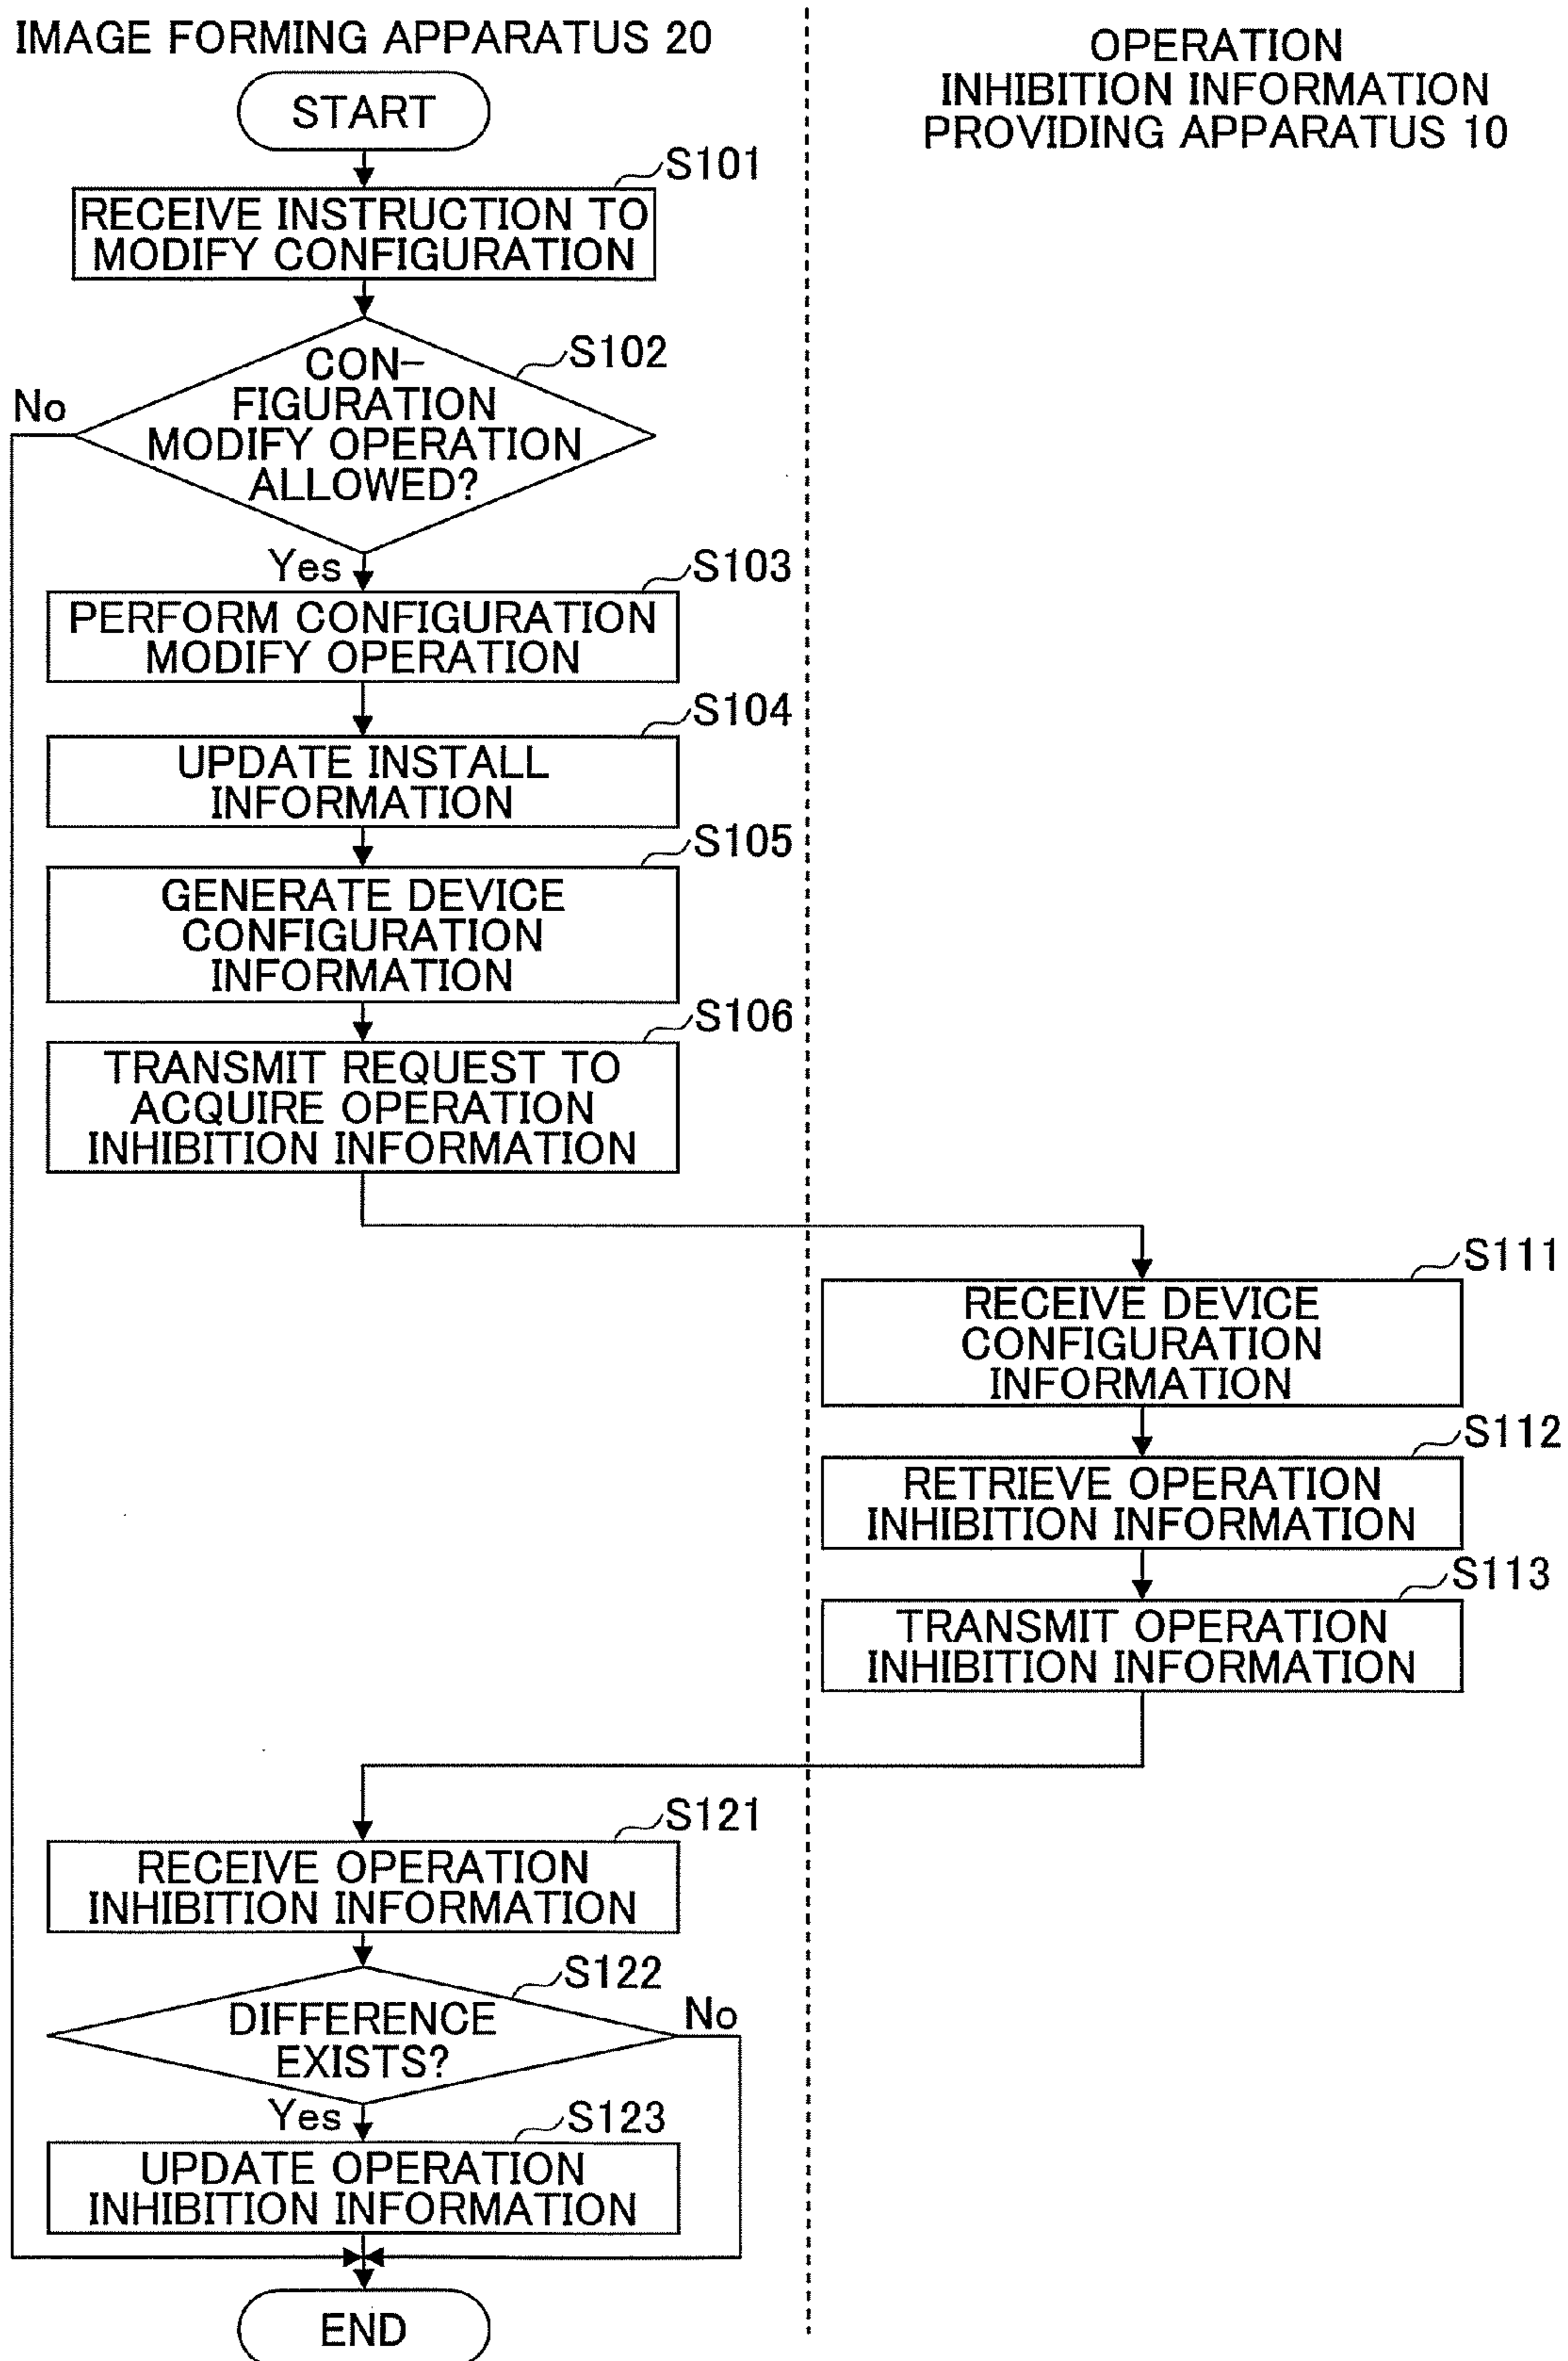 IMAGE FORMING APPARATUS 20
OPERATION
INHIBITION INFORMATION
PROVIDING APPARATUS 10
START
S101
RECEIVE INSTRUCTION TO
MODIFY CONFIGURATION
S102
CON-
FIGURATION
MODIFY OPERATION
ALLOWED?
No
Yes
S103
PERFORM CONFIGURATION
MODIFY OPERATION
S104
UPDATE INSTALL
INFORMATION
S105
GENERATE DEVICE
CONFIGURATION
INFORMATION
S106
TRANSMIT REQUEST TO
ACQUIRE OPERATION
INHIBITION INFORMATION
S111
RECEIVE DEVICE
CONFIGURATION
INFORMATION
S112
RETRIEVE OPERATION
INHIBITION INFORMATION
S113
TRANSMIT OPERATION
INHIBITION INFORMATION
S121
RECEIVE OPERATION
INHIBITION INFORMATION
S122
DIFFERENCE
EXISTS?
No
Yes
S123
UPDATE OPERATION
INHIBITION INFORMATION
END